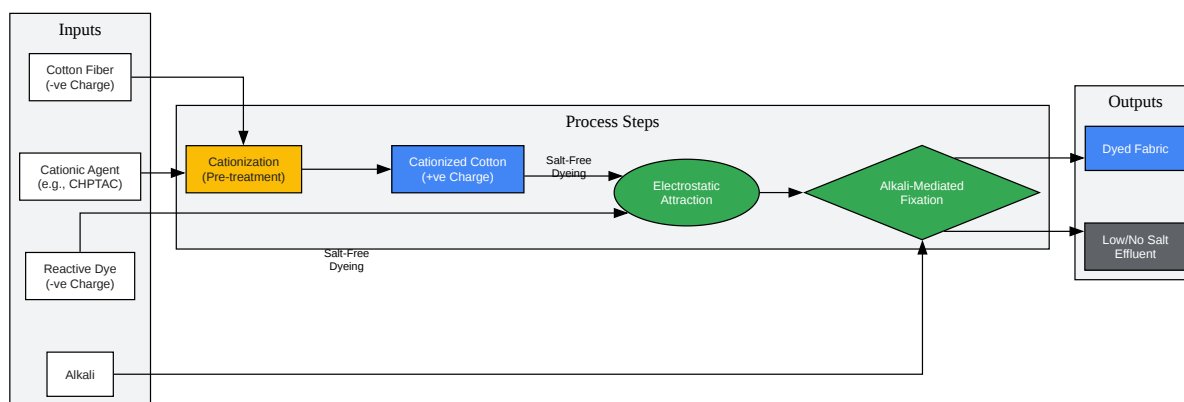 Inputs
Cotton Fiber
(-ve Charge)
Cationic Agent
(e.g., CHPTAC)
Reactive Dye
(-ve Charge)
Alkali
Process Steps
Cationization
(Pre-treatment)
Cationized Cotton
(+ve Charge)
Salt-Free
Dyeing
Electrostatic
Attraction
Alkali-Mediated
Fixation
Salt-Free
Dyeing
Outputs
Dyed Fabric
Low/No Salt
Effluent